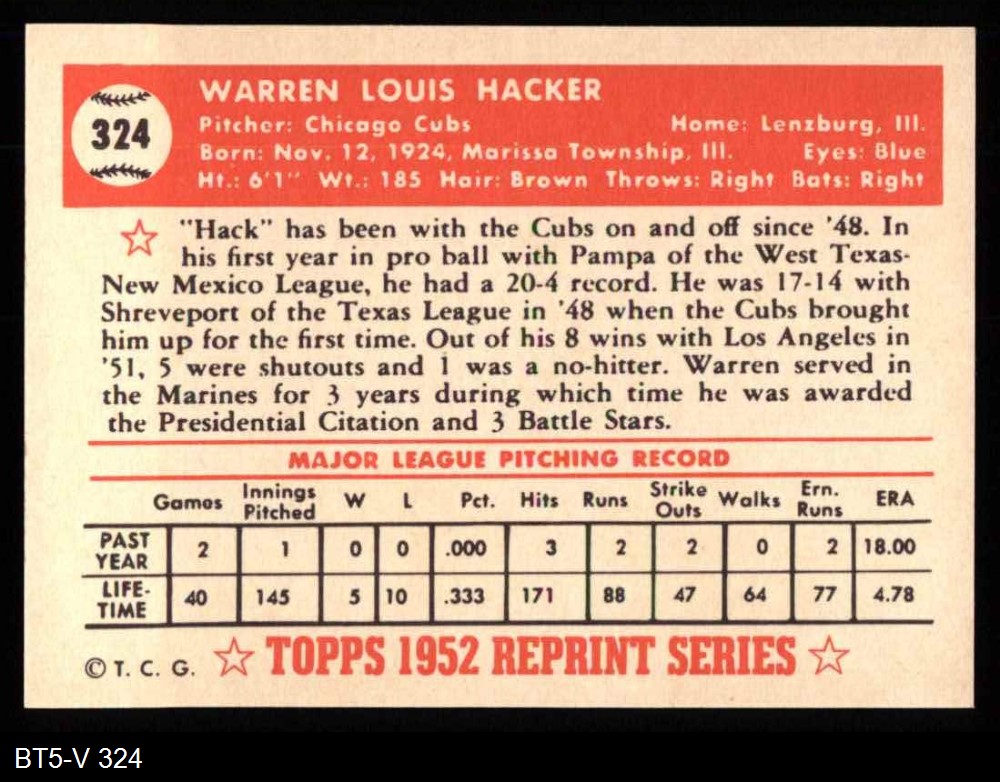 324
WARREN LOUIS HACKER
Pitcher: Chicago Cubs Home: Lenzburg, Ill.
Born: Nov. 12, 1924, Marissa Township, Ill. Eyes: Blue
Ht.: 6'1" Wt.: 185 Hair: Brown Throws: Right Bats: Right
"Hack" has been with the Cubs on and off since '48. In
his first year in pro ball with Pampa of the West Texas-
New Mexico League, he had a 20-4 record. He was 17-14 with
Shreveport of the Texas League in '48 when the Cubs brought
him up for the first time. Out of his 8 wins with Los Angeles in
'51, 5 were shutouts and 1 was a no-hitter. Warren served in
the Marines for 3 years during which time he was awarded
the Presidential Citation and 3 Battle Stars.
MAJOR LEAGUE PITCHING RECORD
Games Innings Pitched W L Pct. Hits Runs Strike Outs Walks Ern. Runs ERA
PAST YEAR 2 1 0 0 .000 3 2 2 0 2 18.00
LIFE-TIME 40 145 5 10 .333 171 88 47 64 77 4.78
© T. C. G. ☆ TOPPS 1952 REPRINT SERIES ☆
BT5-V 324